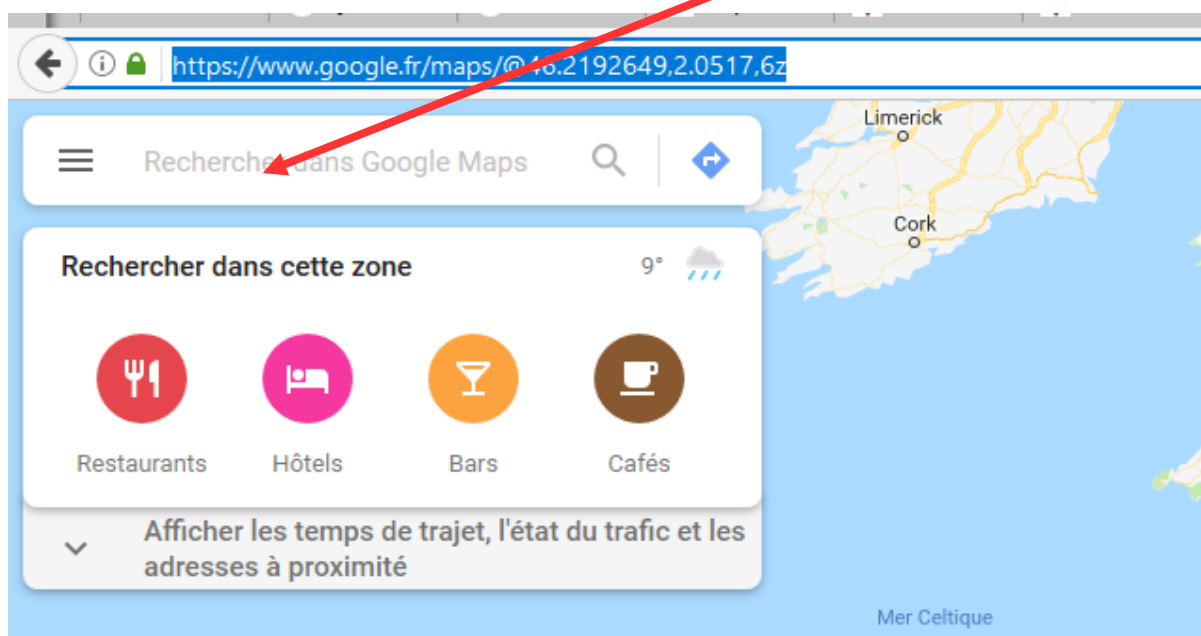 https://www.google.fr/maps/@46.2192649,2.0517,6z
Rechercher dans Google Maps
Rechercher dans cette zone
9°
Restaurants
Hôtels
Bars
Cafés
Afficher les temps de trajet, l'état du trafic et les
adresses à proximité
Limerick
Cork
Mer Celtique